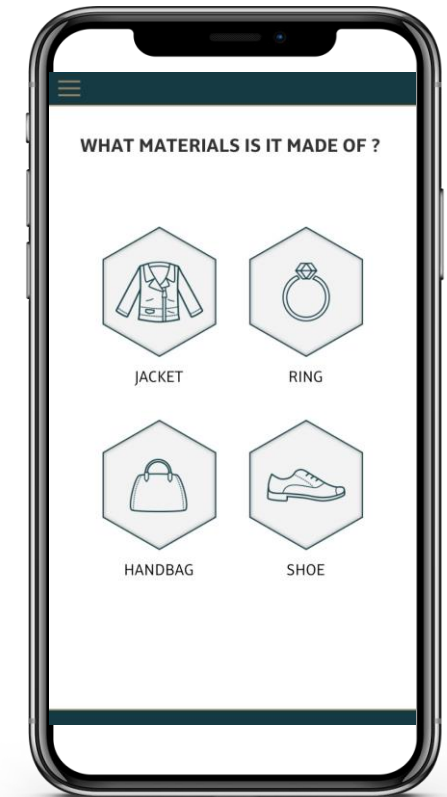 WHAT MATERIALS IS IT MADE OF ?
JACKET
RING
HANDBAG
SHOE